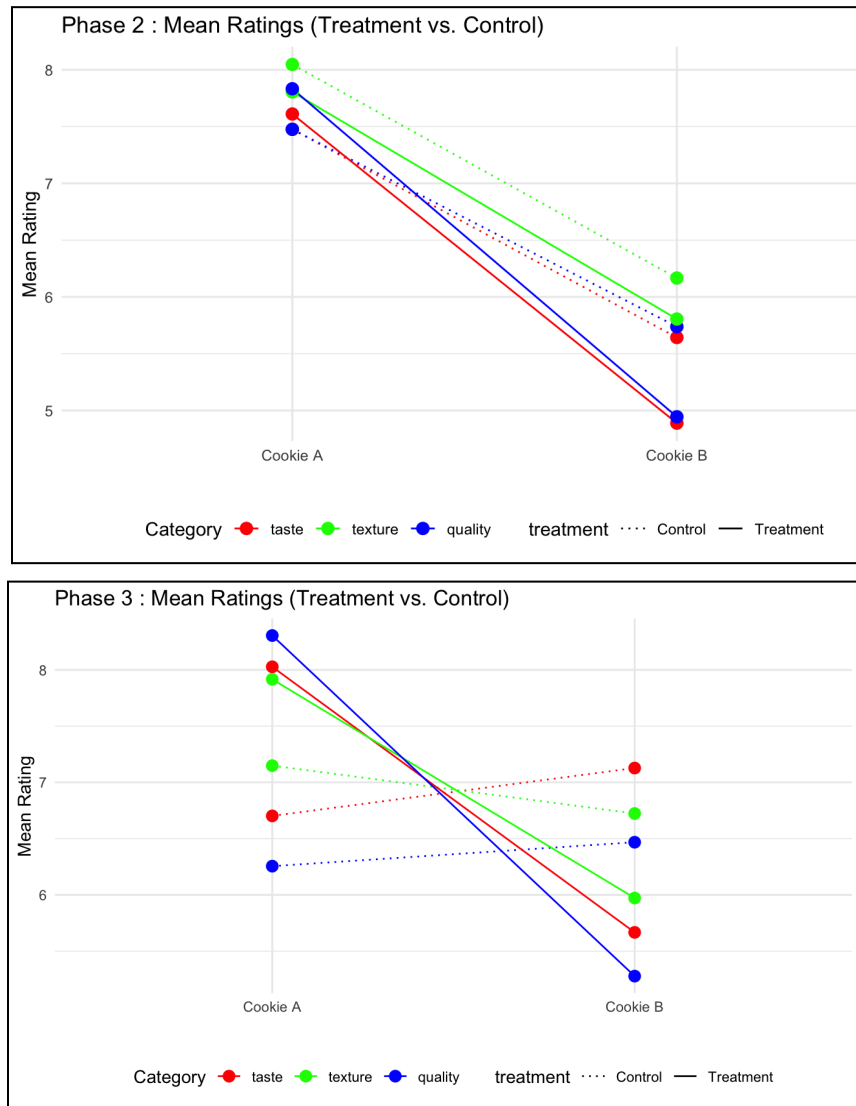 Phase 2 : Mean Ratings (Treatment vs. Control)
8
7
6
5
Mean Rating
Cookie A Cookie B
Category taste texture quality treatment Control Treatment
Phase 3 : Mean Ratings (Treatment vs. Control)
8
7
6
Mean Rating
Cookie A Cookie B
Category taste texture quality treatment Control Treatment